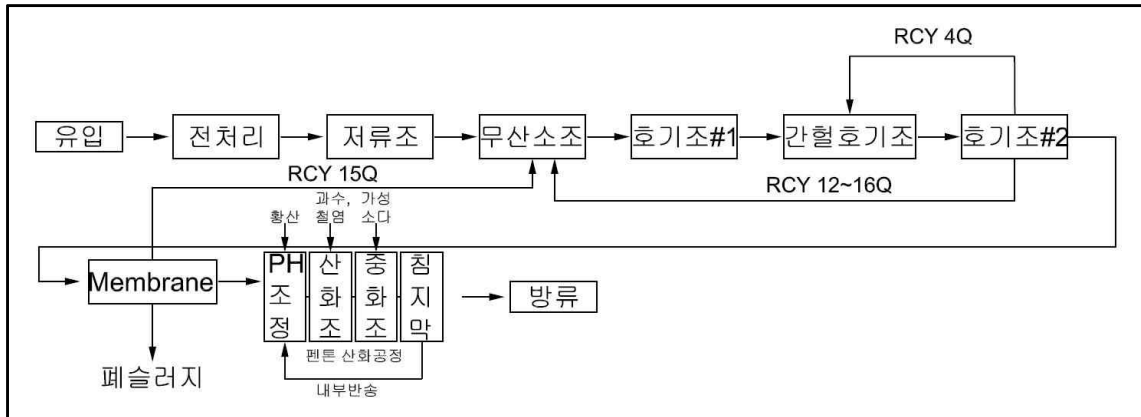 RCY 4Q
유입
전처리
저류조
무산소조
호기조#1
간헐호기조
호기조#2
RCY 15Q
RCY 12~16Q
황산
과수,
철염
가성
소다
Membrane
PH
조
정
산
화
조
중
화
조
침
지
막
방류
펜톤 산화공정
내부반송
폐슬러지